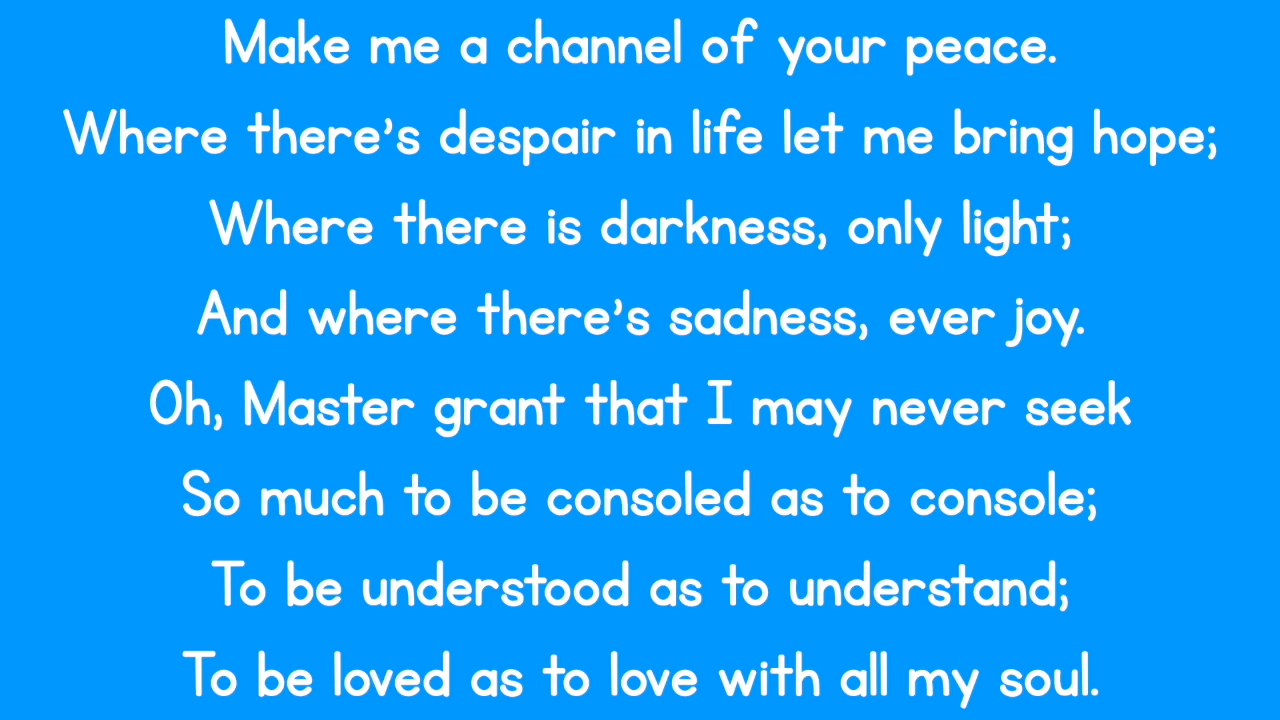 Make me a channel of your peace.
Where there's despair in life let me bring hope;
Where there is darkness, only light;
And where there's sadness, ever joy.
Oh, Master grant that I may never seek
So much to be consoled as to console;
To be understood as to understand;
To be loved as to love with all my soul.